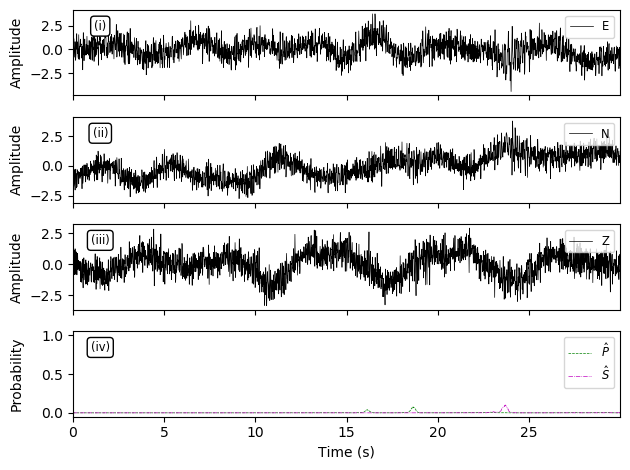 (i)
E
Amplitude
2.5
0.0
−2.5
(ii)
N
Amplitude
2.5
0.0
−2.5
(iii)
Z
Amplitude
2.5
0.0
−2.5
(iv)
P̂
Ŝ
Probability
1.0
0.5
0.0
0 5 10 15 20 25
Time (s)